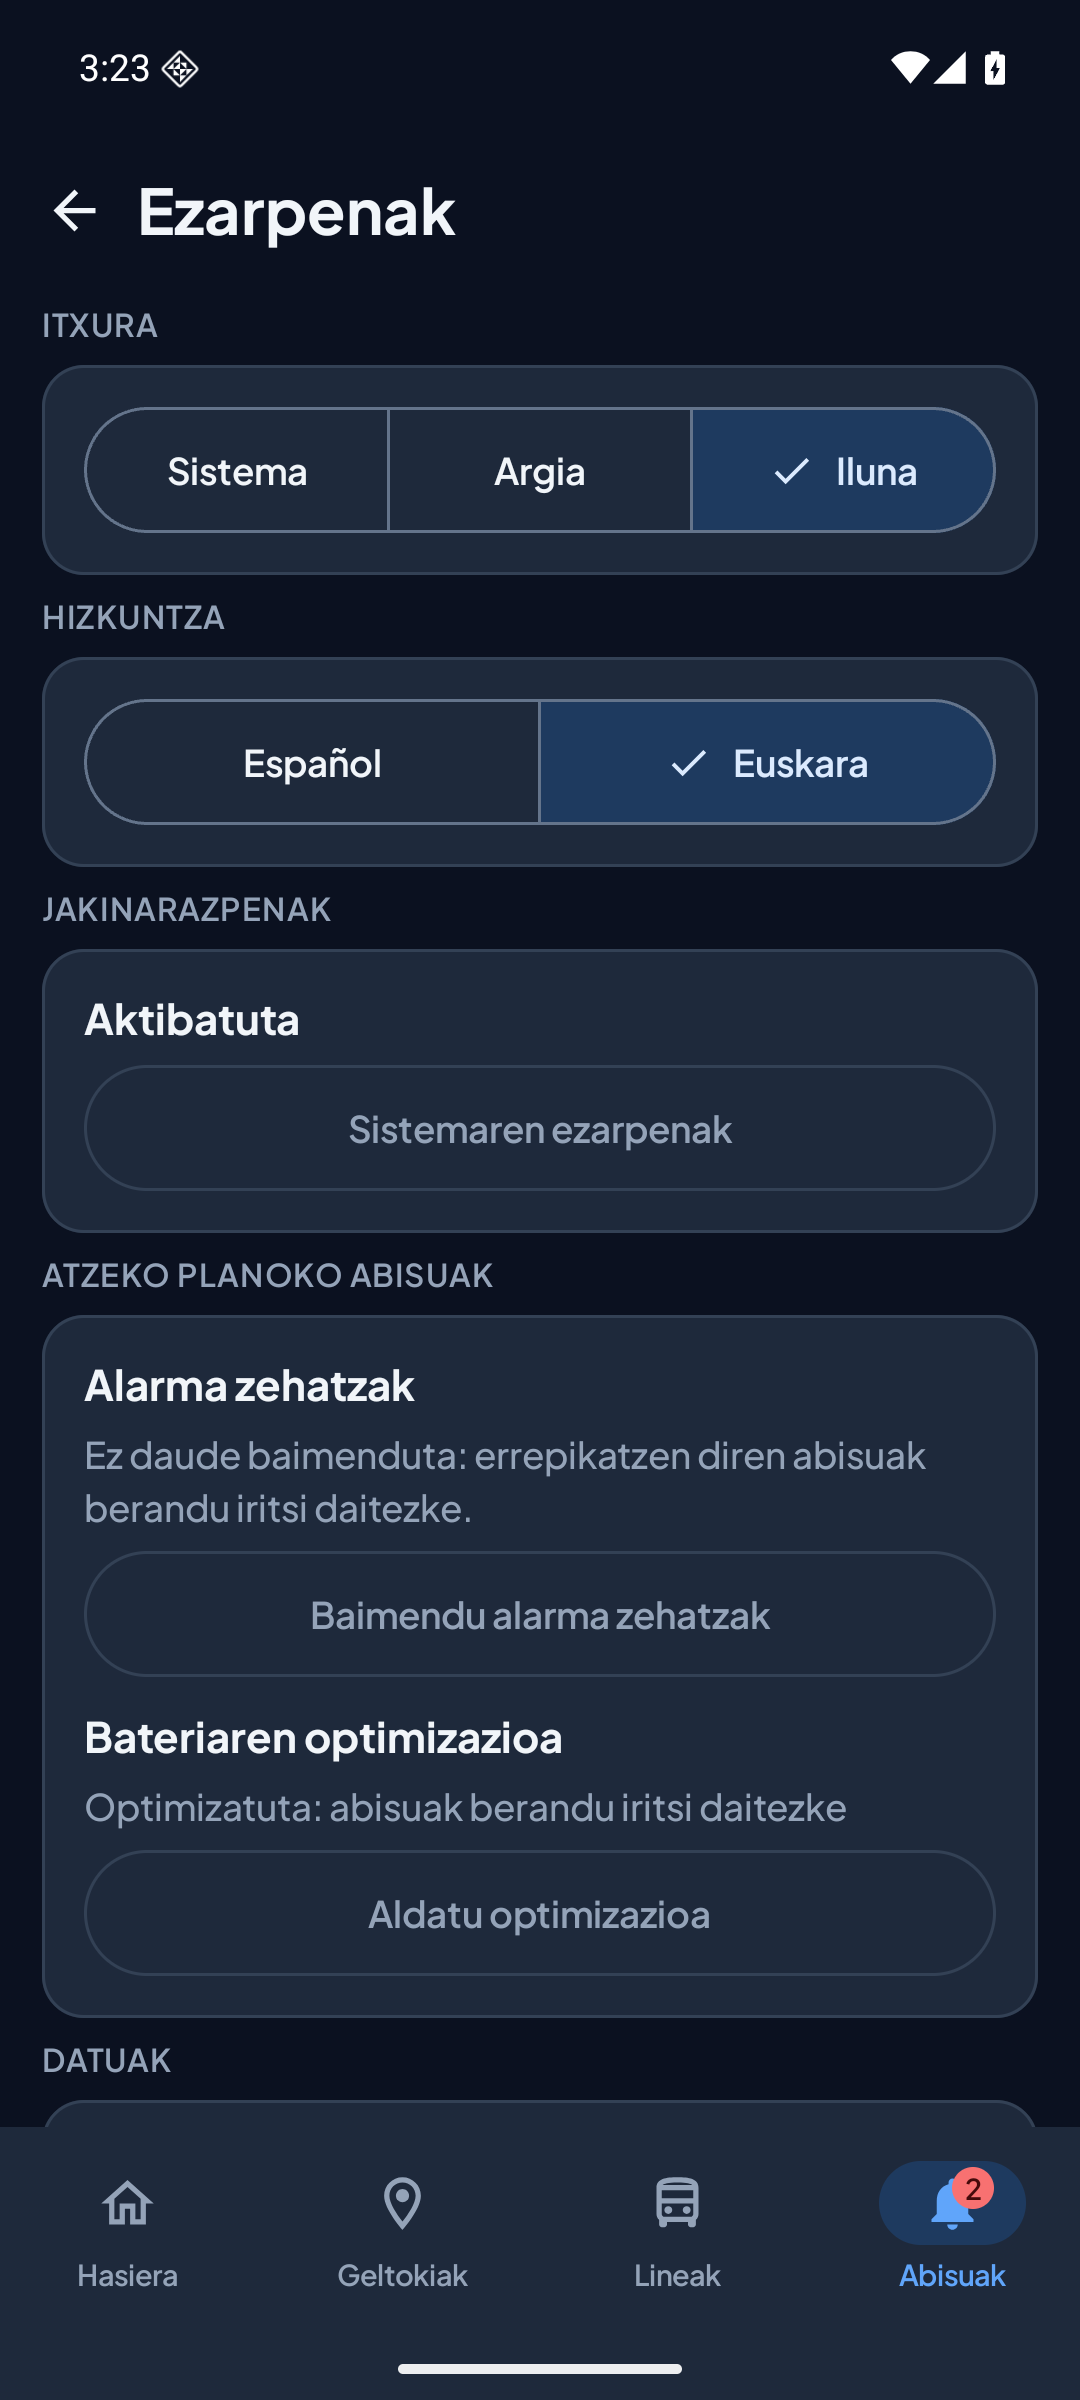 3:23
Ezarpenak
ITXURA
Sistema
Argia
Iluna
HIZKUNTZA
Español
Euskara
JAKINARAZPENAK
Aktibatuta
Sistemaren ezarpenak
ATZEKO PLANOKO ABISUAK
Alarma zehatzak
Ez daude baimenduta: errepikatzen diren abisuak
berandu iritsi daitezke.
Baimendu alarma zehatzak
Bateriaren optimizazioa
Optimizatuta: abisuak berandu iritsi daitezke
Aldatu optimizazioa
DATUAK
2
Hasiera
Geltokiak
Lineak
Abisuak